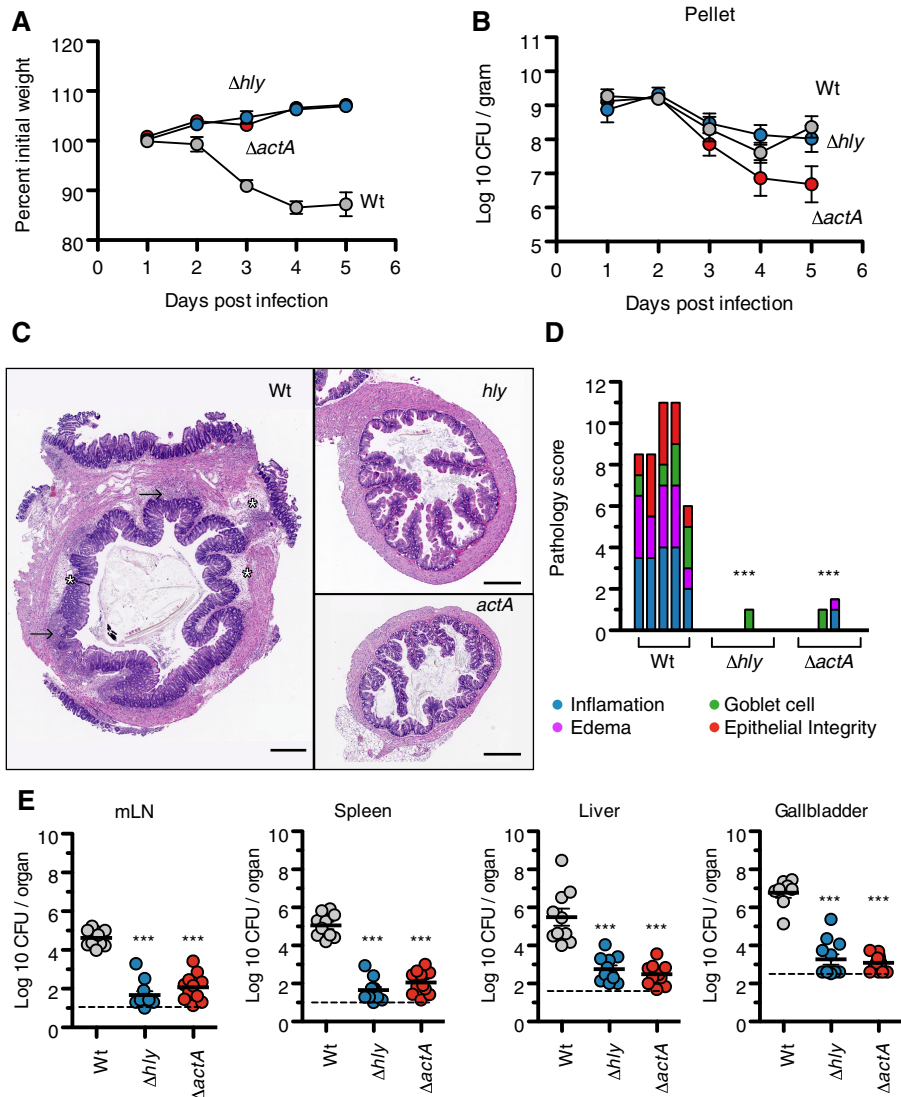 A
120
110
100
90
80
Percent initial weight
Δhly
ΔactA
Wt
0 1 2 3 4 5 6
Days post infection
B
Pellet
11
10
9
8
7
6
5
Log 10 CFU / gram
Wt
Δhly
ΔactA
0 1 2 3 4 5 6
Days post infection
C
Wt
*
*
*
hly
actA
D
12
10
8
6
4
2
0
Pathology score
*** ***
Wt Δhly ΔactA
Inflamation Goblet cell
Edema Epithelial Integrity
E
mLN
10
8
6
4
2
0
Log 10 CFU / organ
*** ***
Wt Δhly ΔactA
Spleen
10
8
6
4
2
0
Log 10 CFU / organ
*** ***
Wt Δhly ΔactA
Liver
10
8
6
4
2
0
Log 10 CFU / organ
*** ***
Wt Δhly ΔactA
Gallbladder
10
8
6
4
2
0
Log 10 CFU / organ
*** ***
Wt Δhly ΔactA